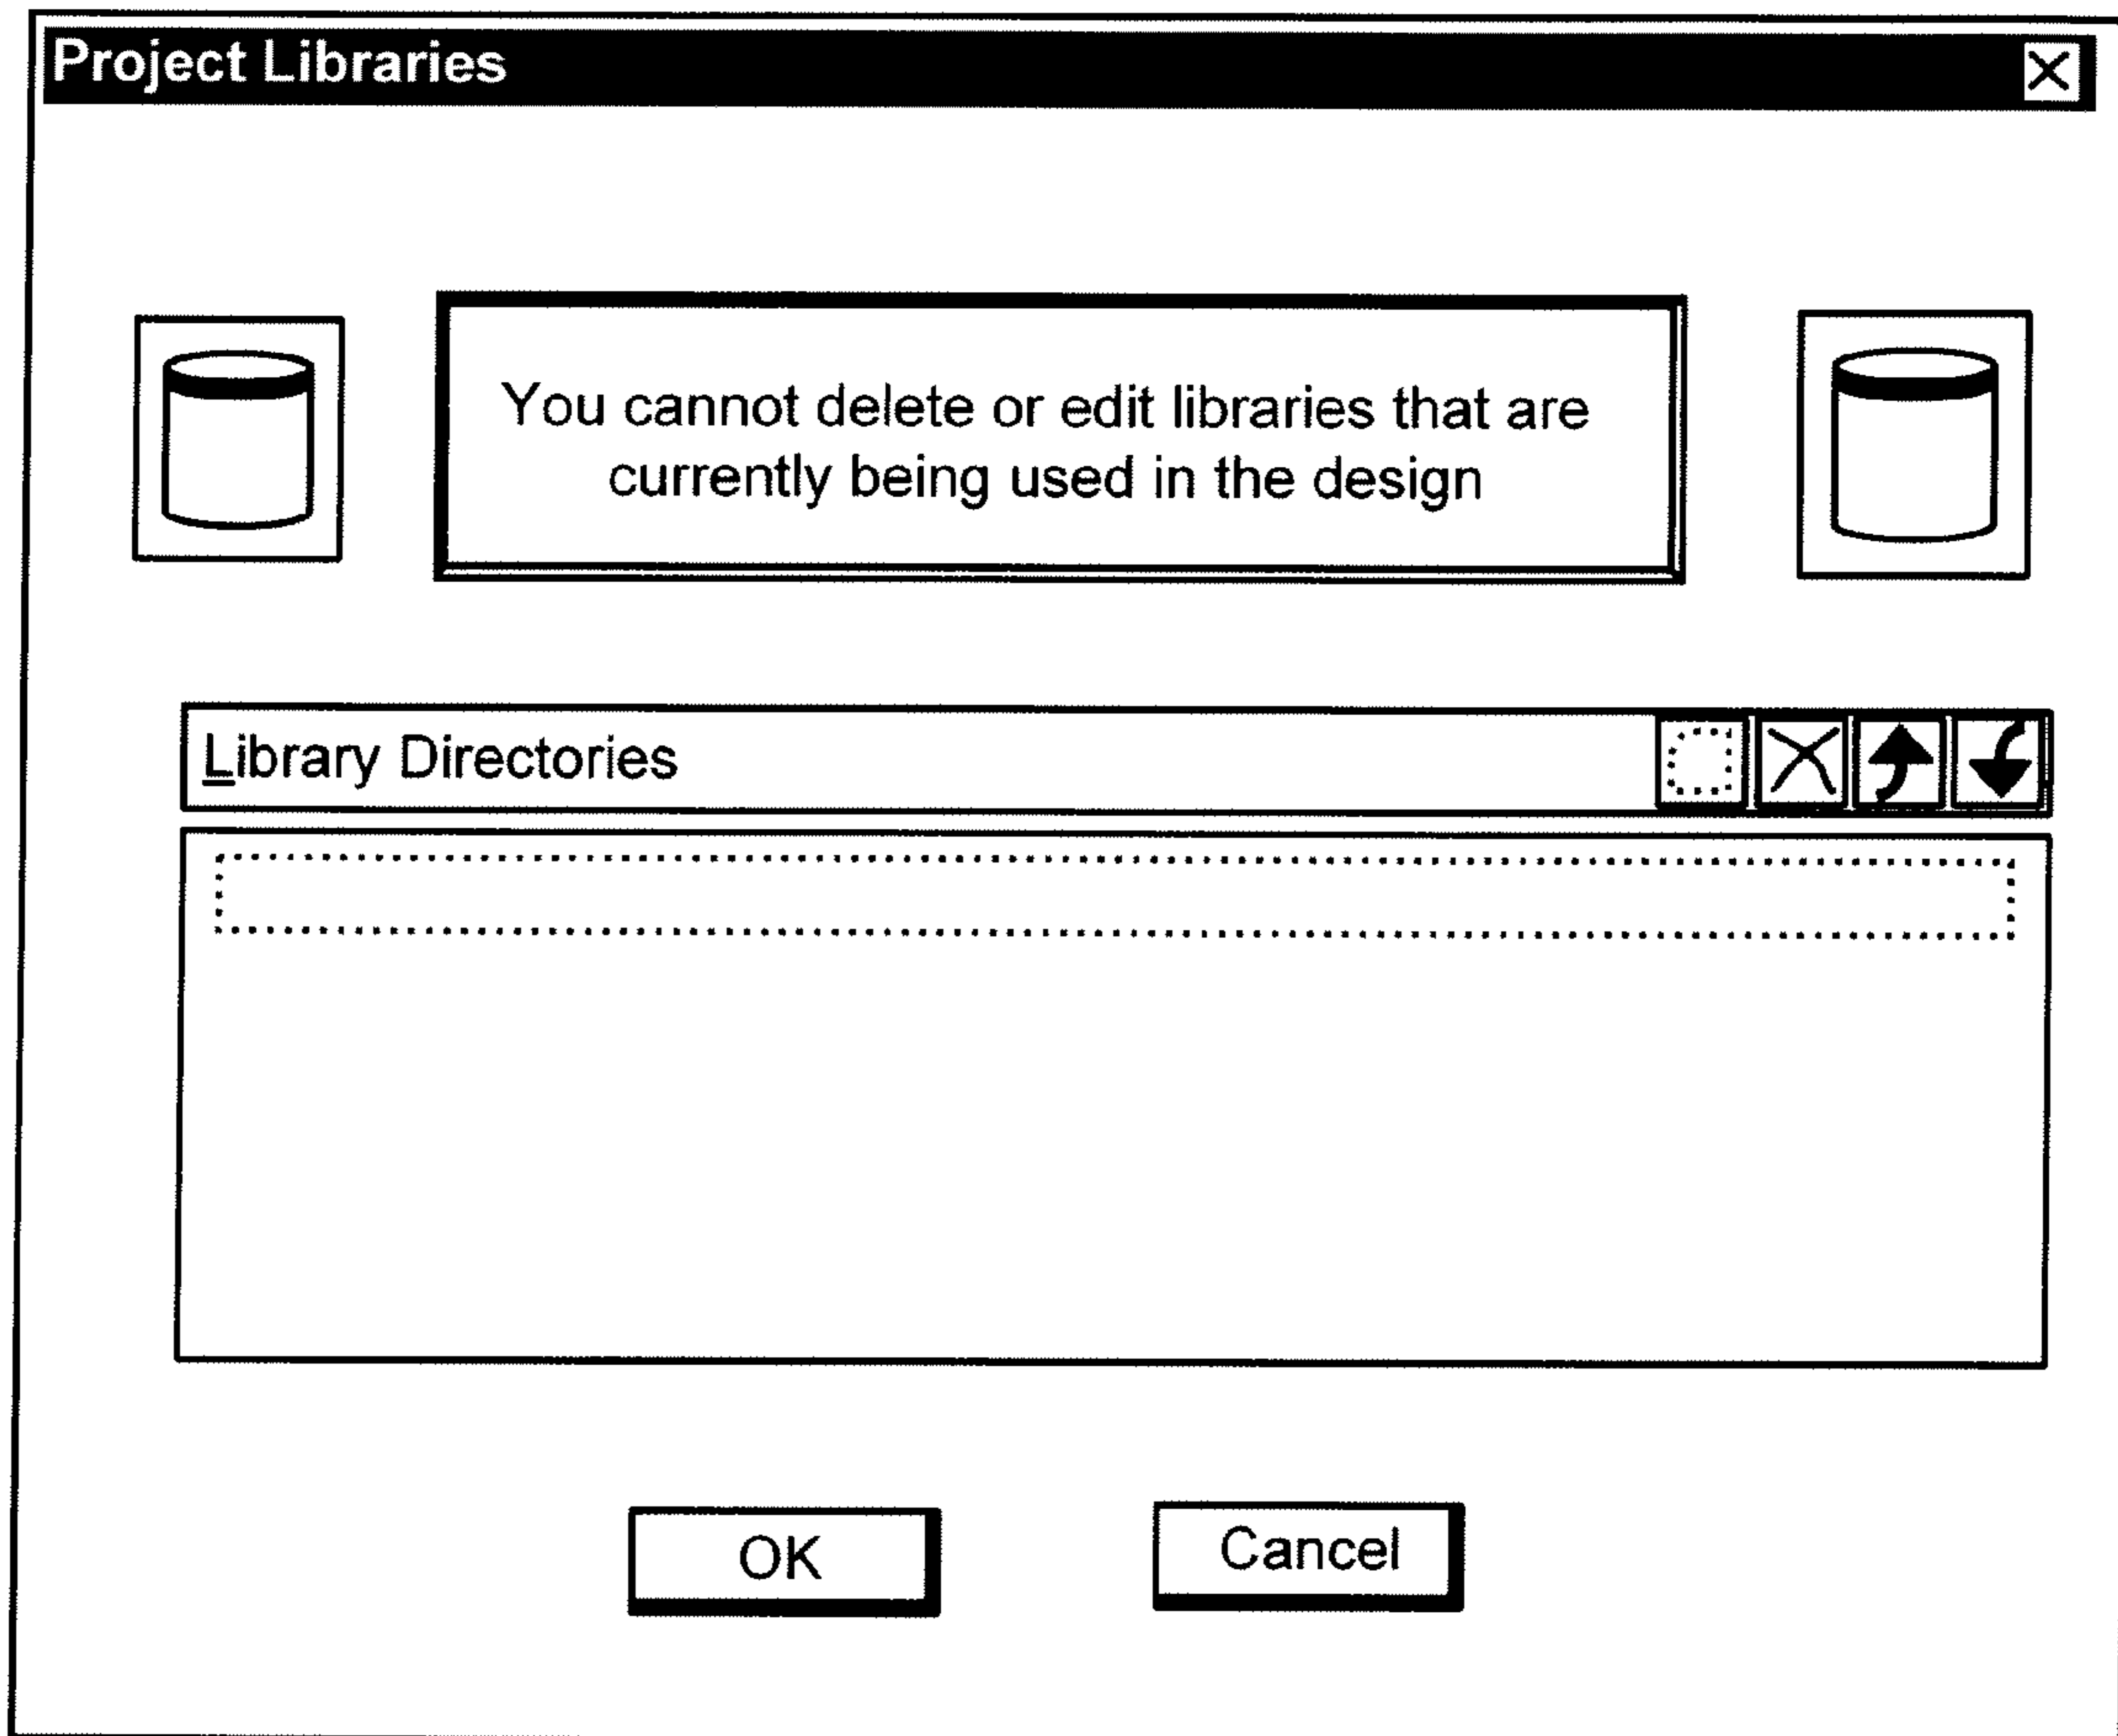 Project Libraries
You cannot delete or edit libraries that are
currently being used in the design
Library Directories
OK
Cancel